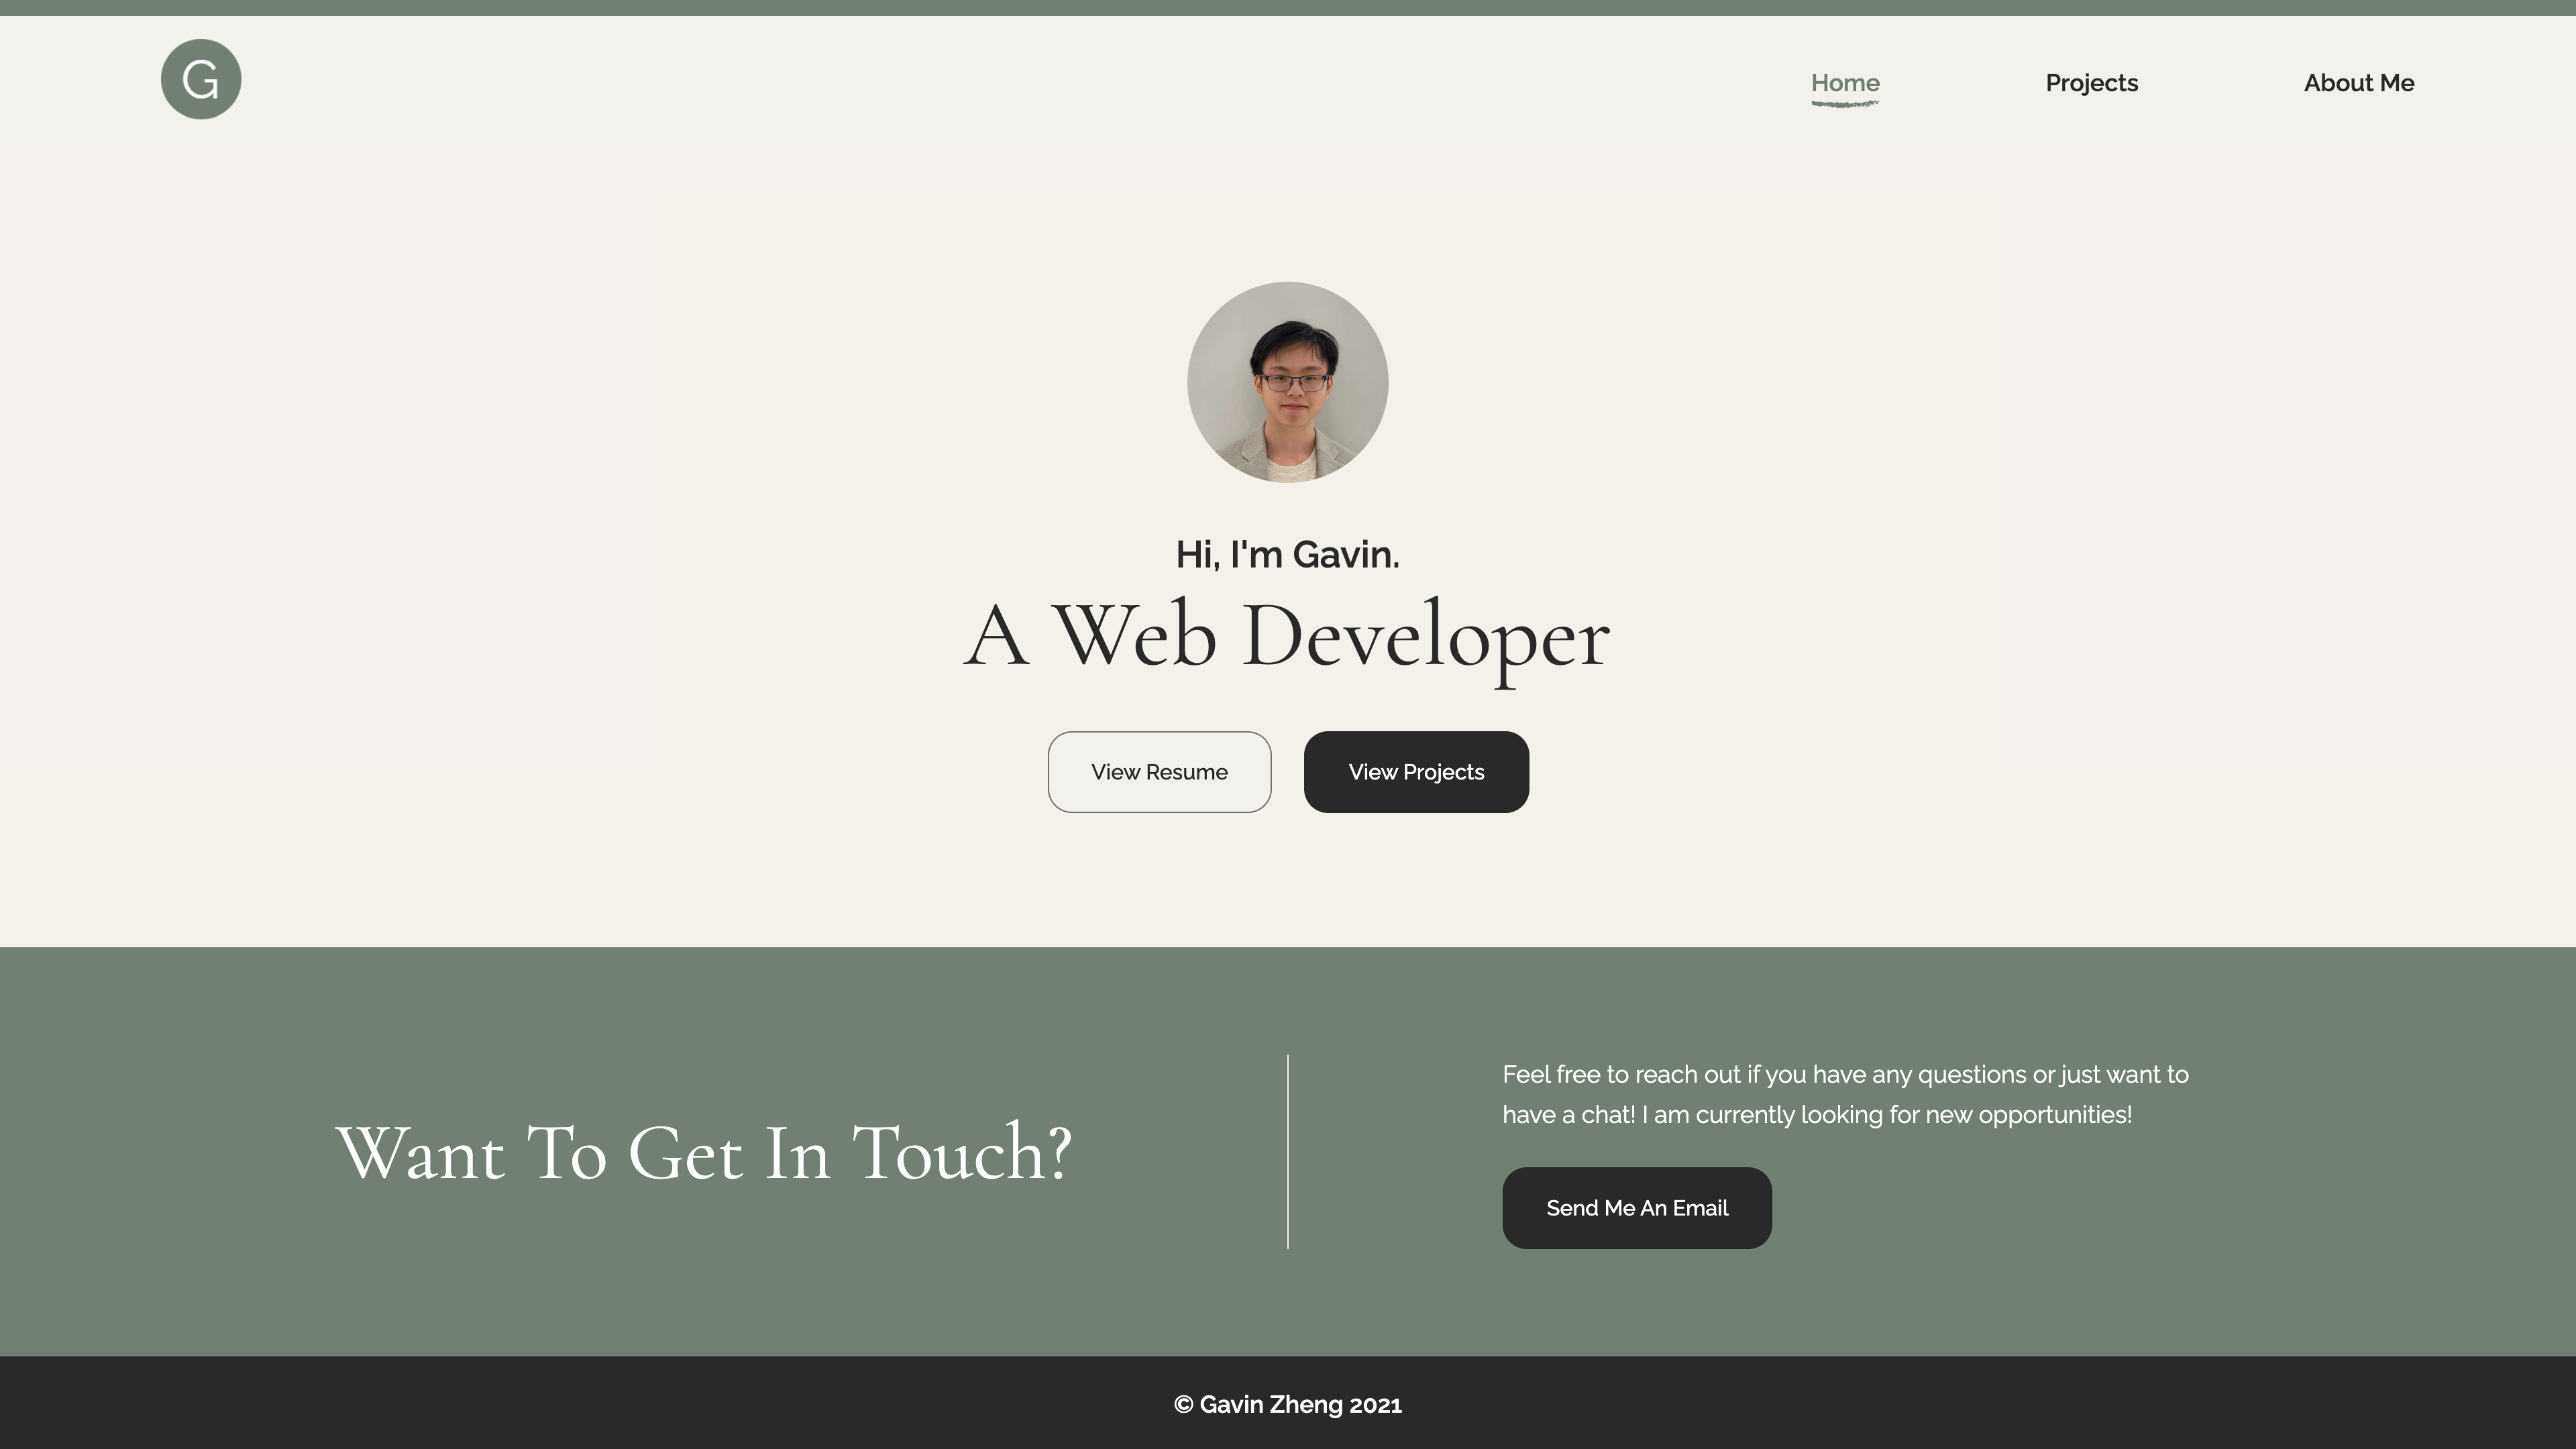 G
Home
Projects
About Me
Hi, I'm Gavin.
A Web Developer
View Resume
View Projects
Want To Get In Touch?
Feel free to reach out if you have any questions or just want to
have a chat! I am currently looking for new opportunities!
Send Me An Email
© Gavin Zheng 2021